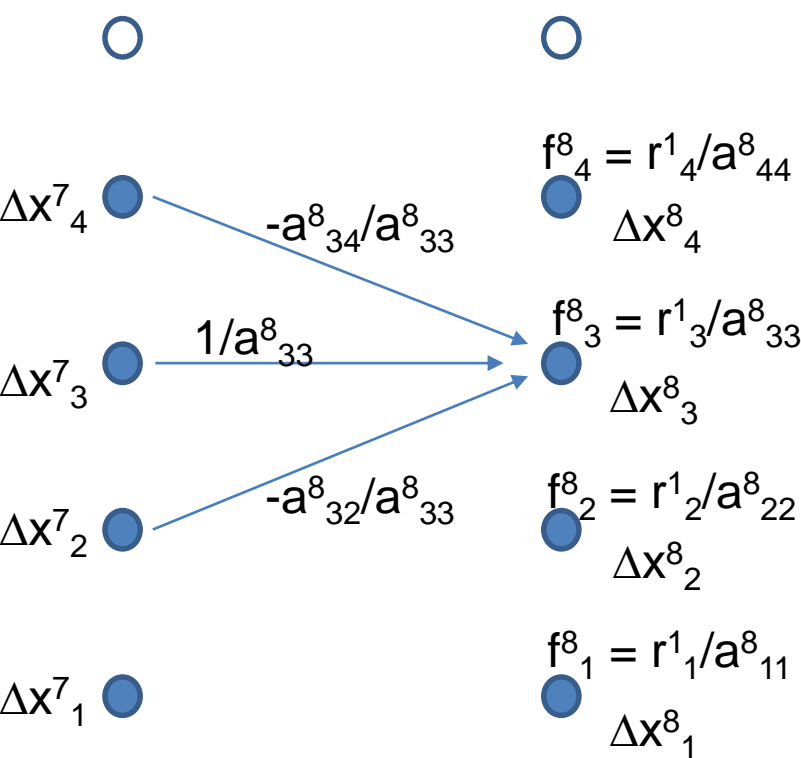 f⁸₄ = r¹₄/a⁸₄₄
Δx⁷₄
-a⁸₃₄/a⁸₃₃
Δx⁸₄
f⁸₃ = r¹₃/a⁸₃₃
1/a⁸₃₃
Δx⁷₃
Δx⁸₃
-a⁸₃₂/a⁸₃₃
f⁸₂ = r¹₂/a⁸₂₂
Δx⁷₂
Δx⁸₂
f⁸₁ = r¹₁/a⁸₁₁
Δx⁷₁
Δx⁸₁